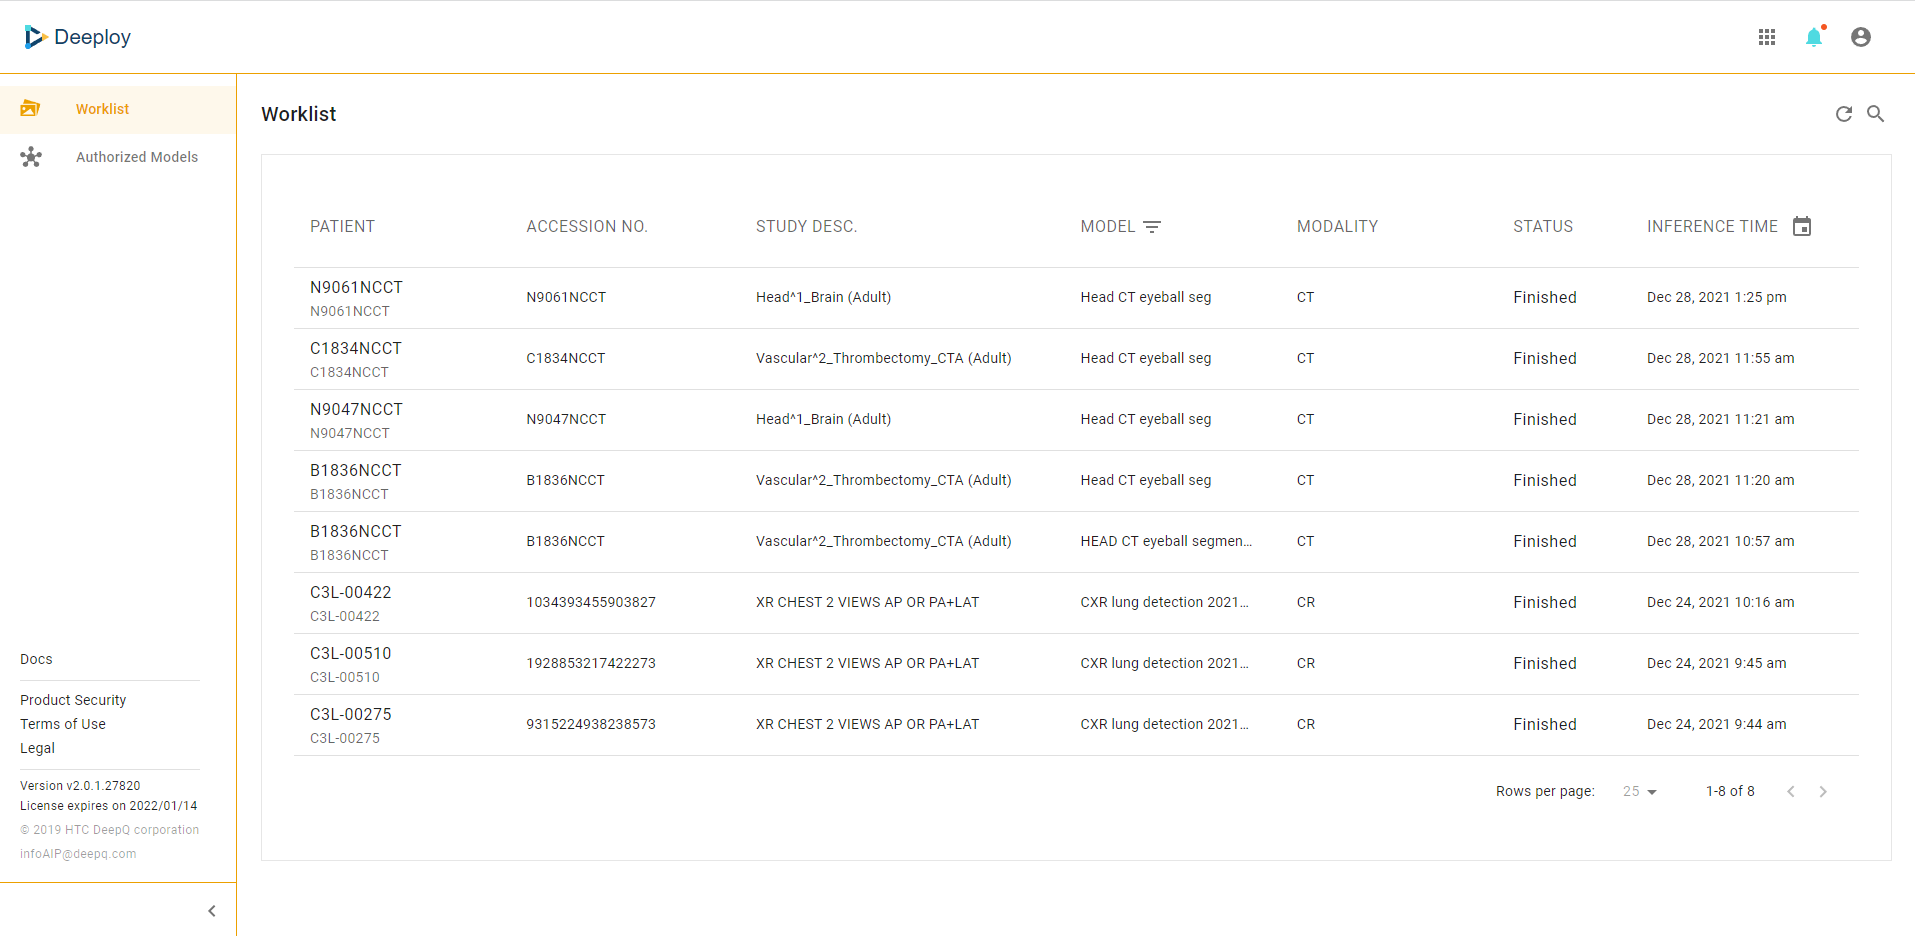 Deeploy
Worklist
Authorized Models
Docs
Product Security
Terms of Use
Legal
Version v2.0.1.27820
License expires on 2022/01/14
© 2019 HTC DeepQ corporation
infoAIP@deepq.com
Worklist
PATIENT ACCESSION NO. STUDY DESC. MODEL MODALITY STATUS INFERENCE TIME
N9061NCCT
N9061NCCT N9061NCCT Head^1_Brain (Adult) Head CT eyeball seg CT Finished Dec 28, 2021 1:25 pm
C1834NCCT
C1834NCCT C1834NCCT Vascular^2_Thrombectomy_CTA (Adult) Head CT eyeball seg CT Finished Dec 28, 2021 11:55 am
N9047NCCT
N9047NCCT N9047NCCT Head^1_Brain (Adult) Head CT eyeball seg CT Finished Dec 28, 2021 11:21 am
B1836NCCT
B1836NCCT B1836NCCT Vascular^2_Thrombectomy_CTA (Adult) Head CT eyeball seg CT Finished Dec 28, 2021 11:20 am
B1836NCCT
B1836NCCT B1836NCCT Vascular^2_Thrombectomy_CTA (Adult) HEAD CT eyeball segmen... CT Finished Dec 28, 2021 10:57 am
C3L-00422
C3L-00422 1034393455903827 XR CHEST 2 VIEWS AP OR PA+LAT CXR lung detection 2021... CR Finished Dec 24, 2021 10:16 am
C3L-00510
C3L-00510 1928853217422273 XR CHEST 2 VIEWS AP OR PA+LAT CXR lung detection 2021... CR Finished Dec 24, 2021 9:45 am
C3L-00275
C3L-00275 9315224938238573 XR CHEST 2 VIEWS AP OR PA+LAT CXR lung detection 2021... CR Finished Dec 24, 2021 9:44 am
Rows per page: 25 1-8 of 8